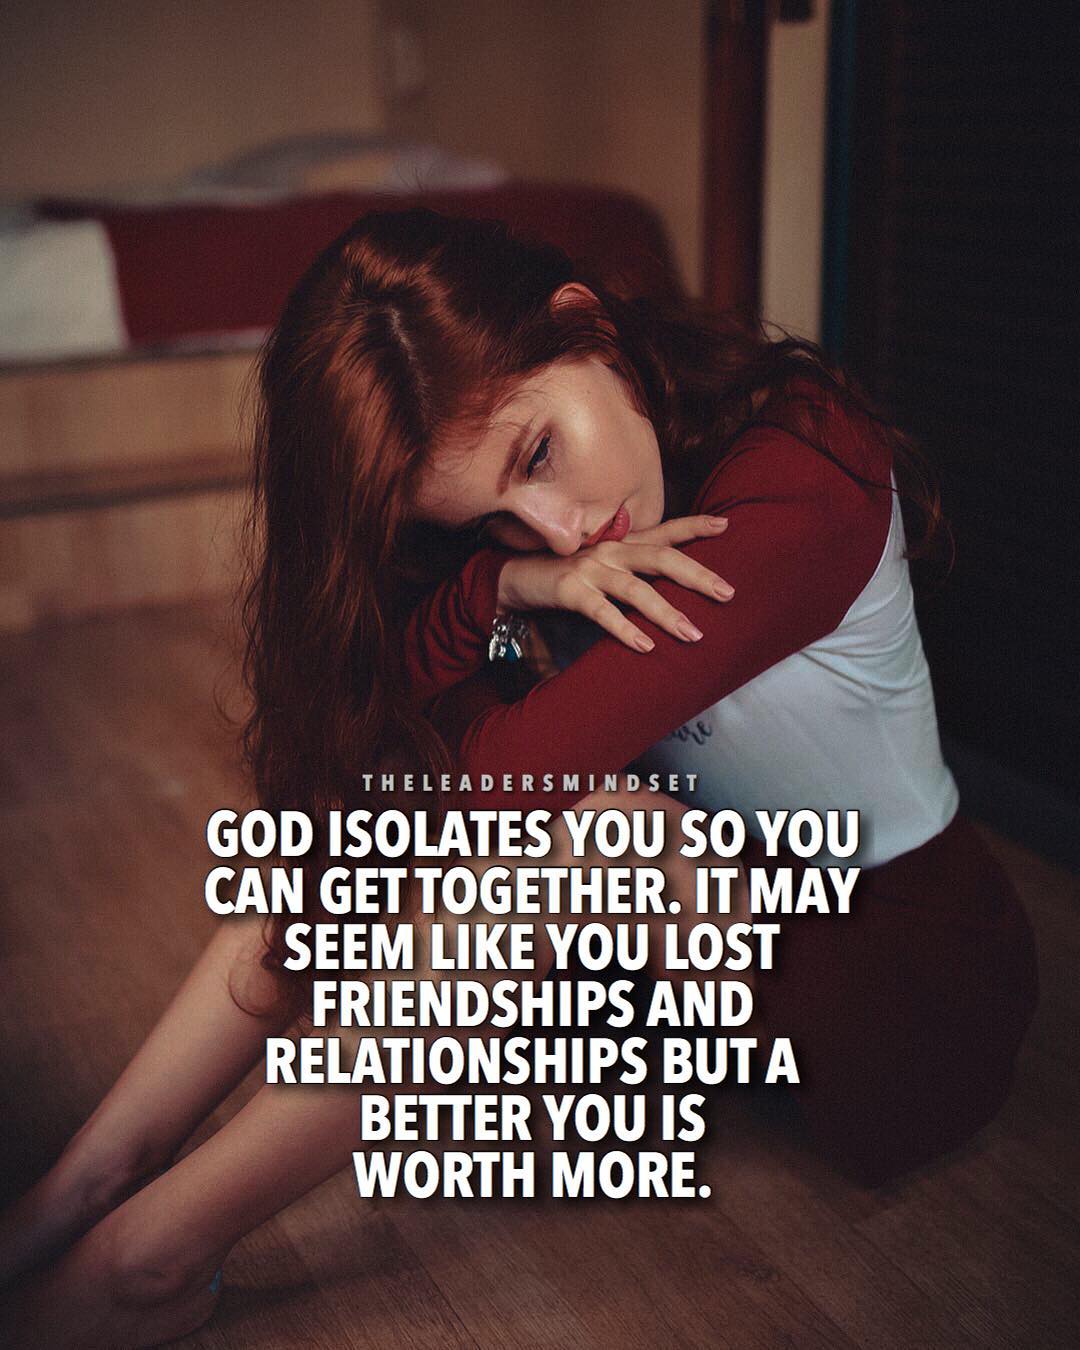 THELEADERSMINDSET
GOD ISOLATES YOU SO YOU
CAN GET TOGETHER. IT MAY
SEEM LIKE YOU LOST
FRIENDSHIPS AND
RELATIONSHIPS BUT A
BETTER YOU IS
WORTH MORE.